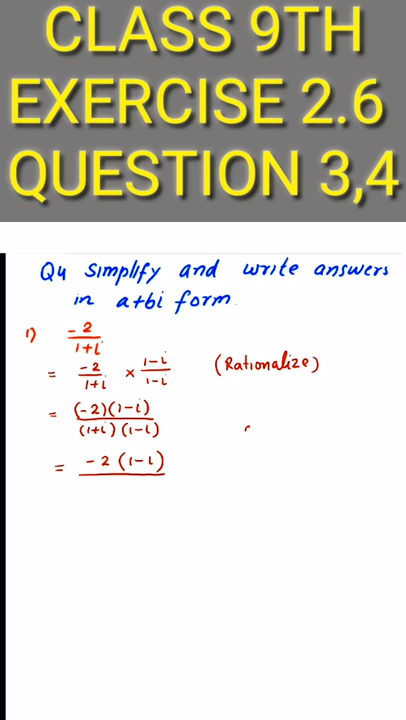 CLASS 9TH
EXERCISE 2.6
QUESTION 3,4
Q4 Simplify and write answers
in a+bi form.
1) -2/(1+i)
= -2/(1+i) × (1-i)/(1-i) (Rationalize)
= (-2)(1-i)/(1+i)(1-i)
= -2(1-i)